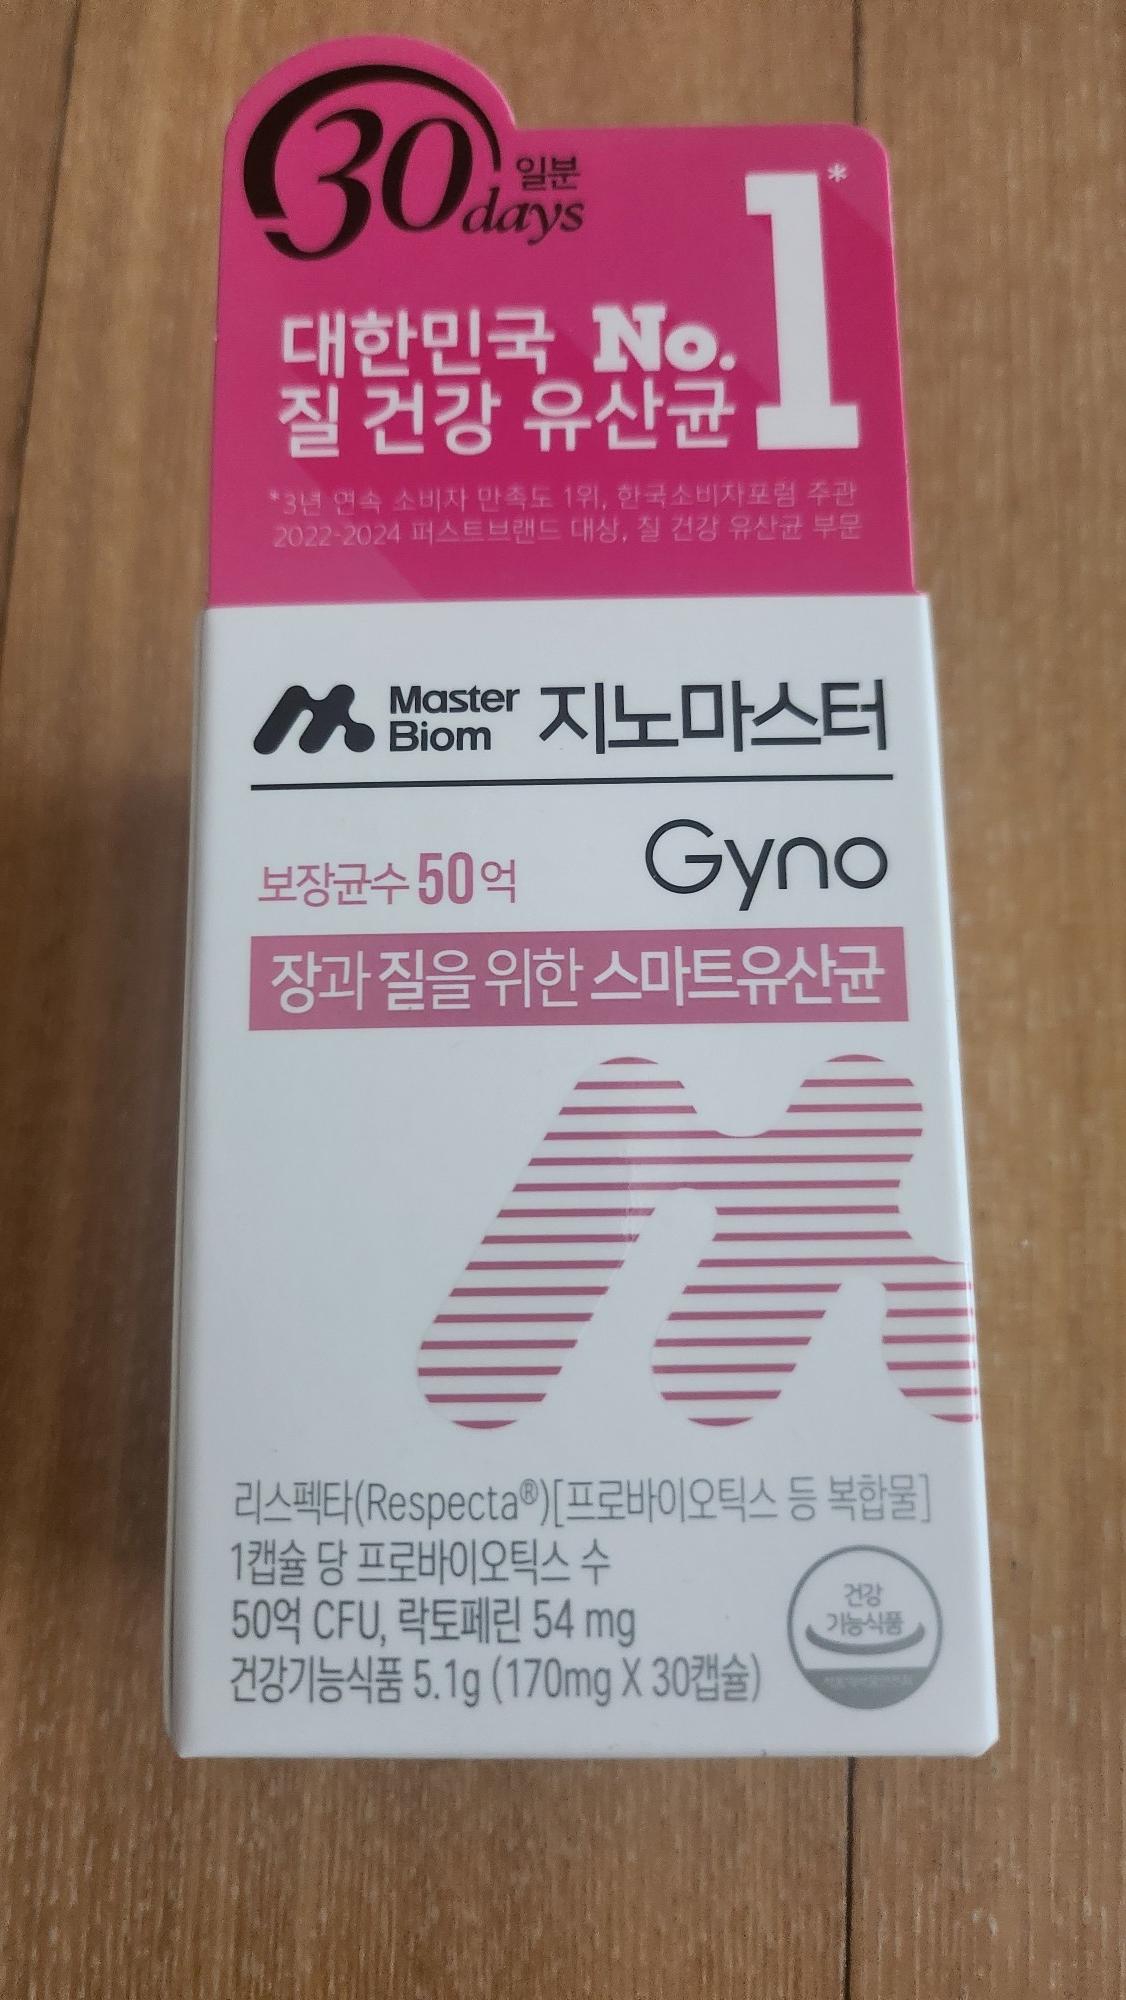 30 일분
days
대한민국 No. 1*
질 건강 유산균
*3년 연속 소비자 만족도 1위, 한국소비자포럼 주관
2022-2024 퍼스트브랜드 대상, 질 건강 유산균 부문
Master
Biom
지노마스터
Gyno
보장균수 50억
장과 질을 위한 스마트유산균
리스펙타(Respecta®)[프로바이오틱스 등 복합물]
1캡슐 당 프로바이오틱스 수
50억 CFU, 락토페린 54 mg
건강기능식품 5.1g (170mg X 30캡슐)
건강
기능식품